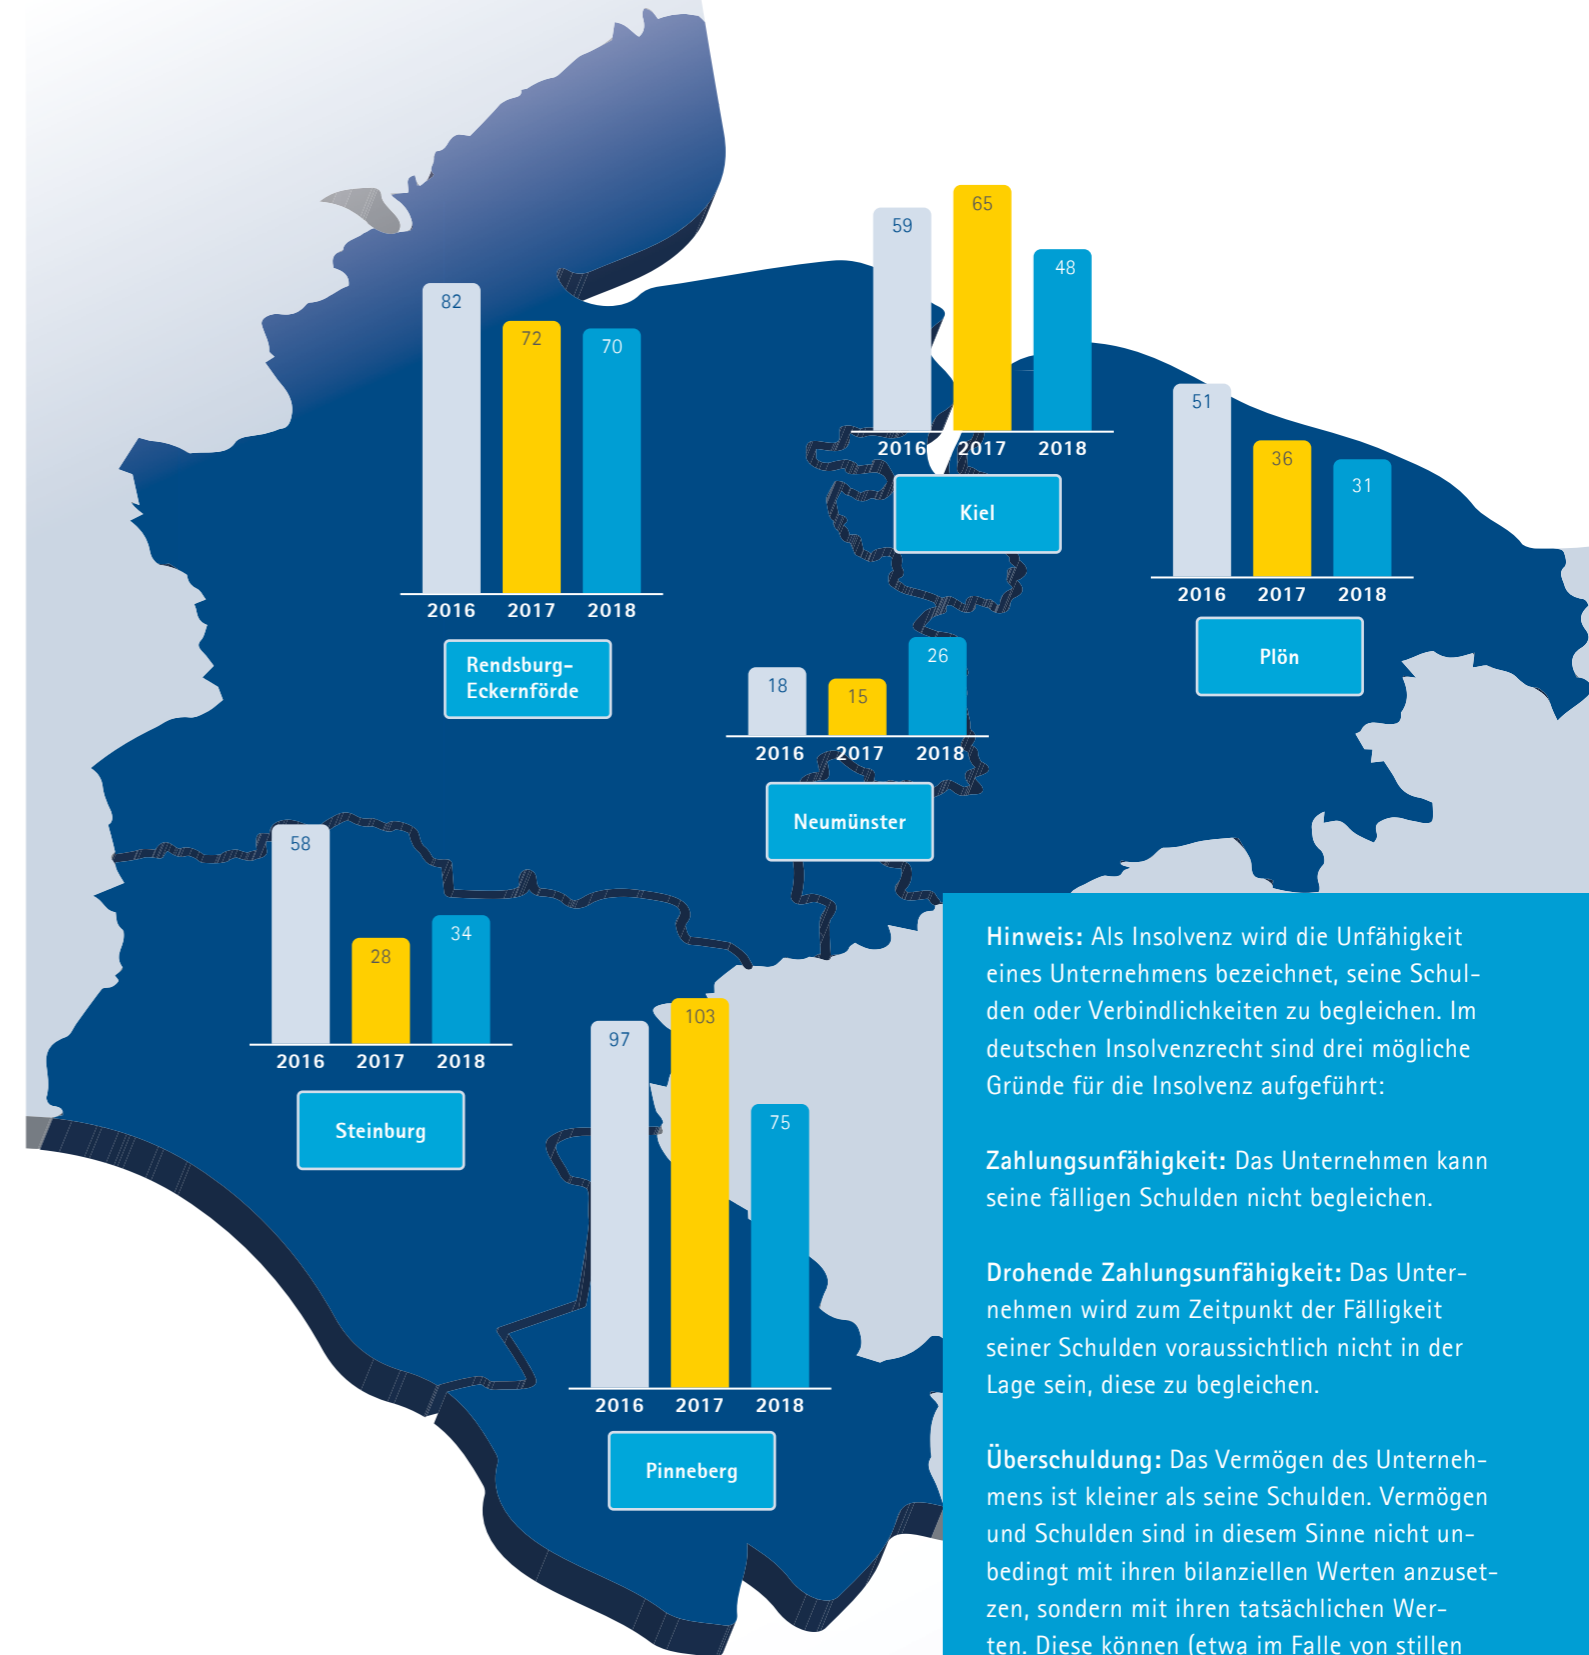 59
65
48
2016 2017 2018
Kiel
82
72
70
2016 2017 2018
Rendsburg-
Eckernförde
51
36
31
2016 2017 2018
Plön
18
15
26
2016 2017 2018
Neumünster
58
28
34
2016 2017 2018
Steinburg
97
103
75
2016 2017 2018
Pinneberg
Hinweis: Als Insolvenz wird die Unfähigkeit
eines Unternehmens bezeichnet, seine Schul-
den oder Verbindlichkeiten zu begleichen. Im
deutschen Insolvenzrecht sind drei mögliche
Gründe für die Insolvenz aufgeführt:
Zahlungsunfähigkeit: Das Unternehmen kann
seine fälligen Schulden nicht begleichen.
Drohende Zahlungsunfähigkeit: Das Unter-
nehmen wird zum Zeitpunkt der Fälligkeit
seiner Schulden voraussichtlich nicht in der
Lage sein, diese zu begleichen.
Überschuldung: Das Vermögen des Unterneh-
mens ist kleiner als seine Schulden. Vermögen
und Schulden sind in diesem Sinne nicht un-
bedingt mit ihren bilanziellen Werten anzuset-
zen, sondern mit ihren tatsächlichen Wer-
ten. Diese können (etwa im Falle von stillen